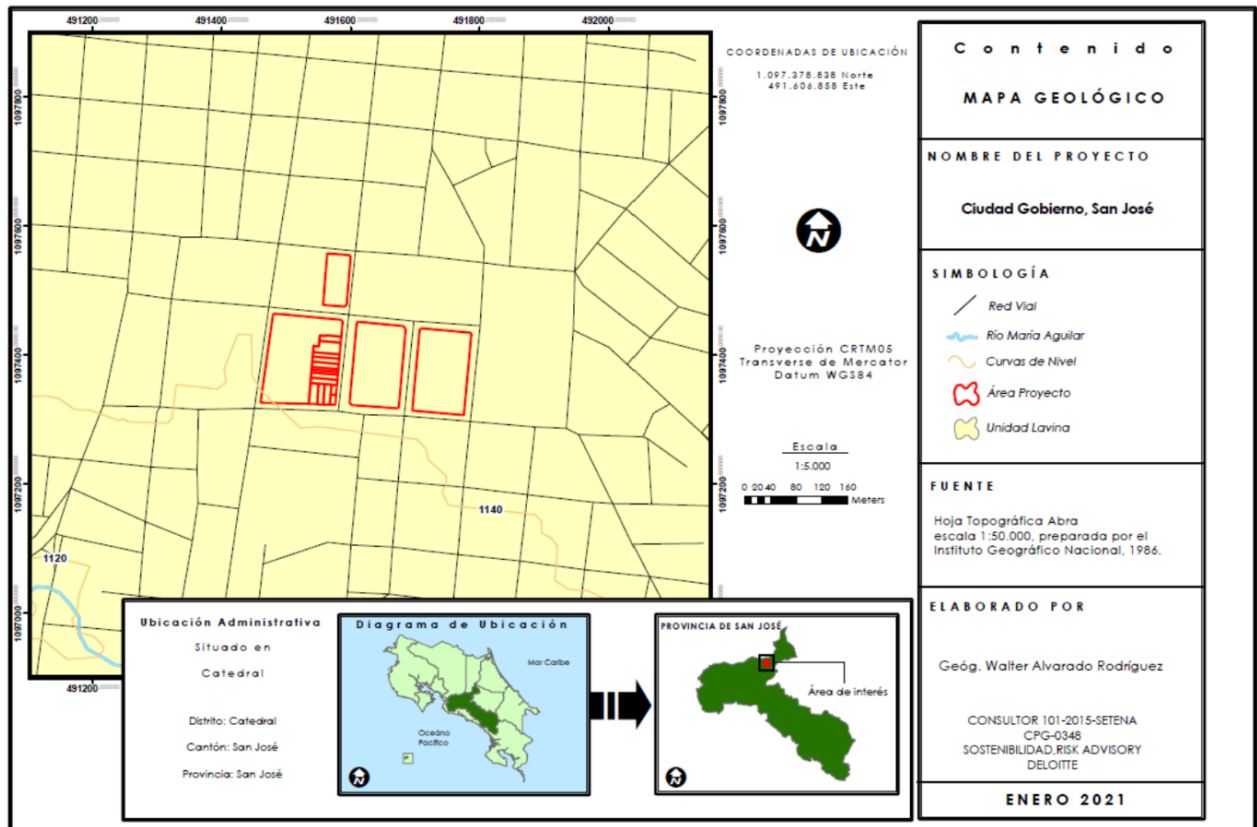 491200
491400
491600
491800
492000
1097800
1097600
1097400
1097200
1097000
1097800
1097600
1097400
1097200
1140
1120
491200
COORDENADAS DE UBICACIÓN
1.097.378.838 Norte
491.606.858 Este
N
Proyección CRTM05
Transverse de Mercator
Datum WGS84
Escala
1:5.000
0 20 40 80 120 160
Meters
Contenido
MAPA GEOLÓGICO
NOMBRE DEL PROYECTO
Ciudad Gobierno, San José
SIMBOLOGÍA
Red Vial
Río María Aguilar
Curvas de Nivel
Área Proyecto
Unidad Lavina
FUENTE
Hoja Topográfica Abra
escala 1:50.000, preparada por el
Instituto Geográfico Nacional, 1986.
ELABORADO POR
Geóg. Walter Alvarado Rodríguez
CONSULTOR 101-2015-SETENA
CPG-0348
SOSTENIBILIDAD,RISK ADVISORY
DELOITTE
ENERO 2021
Ubicación Administrativa
Situado en
Catedral
Distrito: Catedral
Cantón: San José
Provincia: San José
Diagrama de Ubicación
Mar Caribe
Oceáno
Pacífico
N
PROVINCIA DE SAN JOSÉ
Área de interés
N